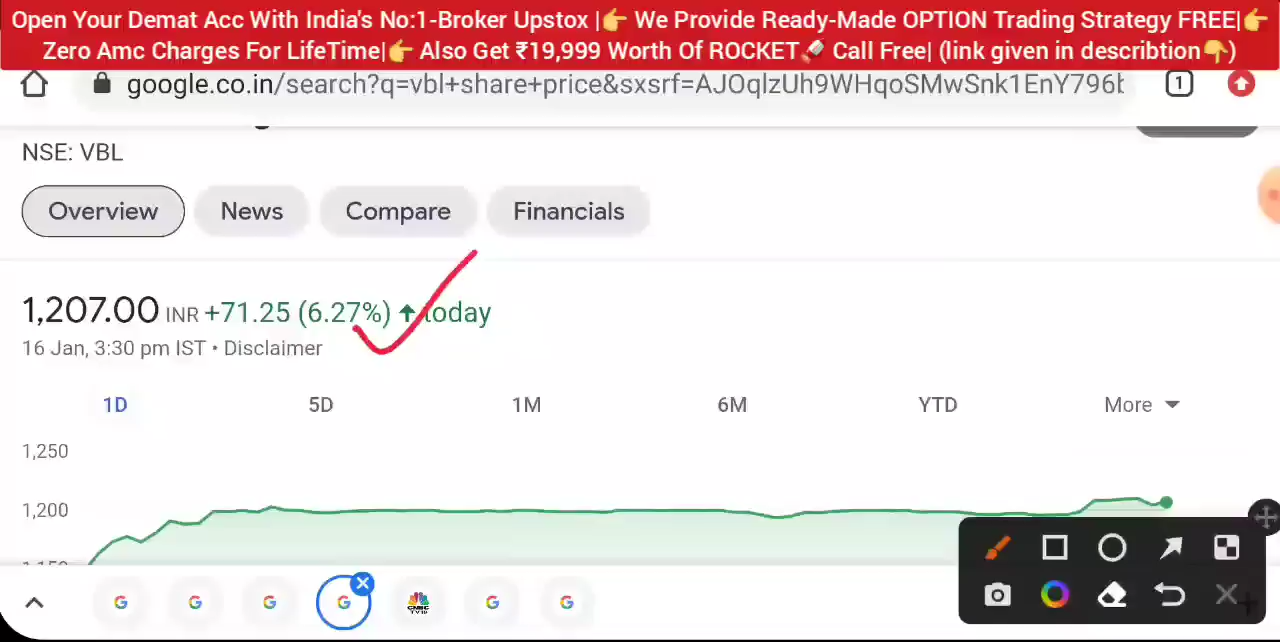 Open Your Demat Acc With India's No:1-Broker Upstox |👉 We Provide Ready-Made OPTION Trading Strategy FREE|👉
Zero Amc Charges For LifeTime|👉 Also Get ₹19,999 Worth Of ROCKET🚀 Call Free| (link given in describtion👇)
google.co.in/search?q=vbl+share+price&sxsrf=AJOqlzUh9WHqoSMwSnk1EnY796b
1
NSE: VBL
Overview News Compare Financials
1,207.00 INR +71.25 (6.27%) ↑ today
16 Jan, 3:30 pm IST • Disclaimer
1D 5D 1M 6M YTD More
1,250
1,200
CNBC
TV18